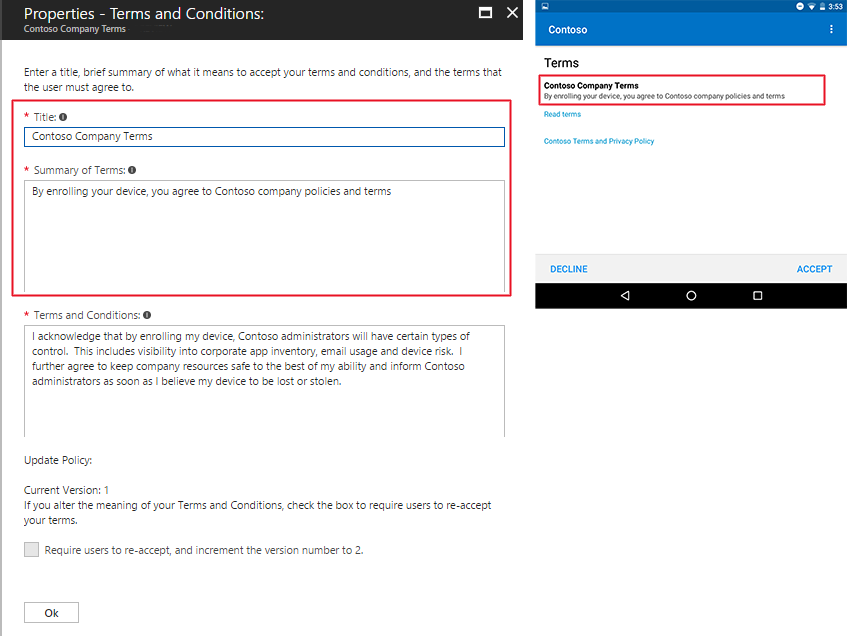 Properties - Terms and Conditions:
Contoso Company Terms
Enter a title, brief summary of what it means to accept your terms and conditions, and the terms that
the user must agree to.
* Title:
Contoso Company Terms
* Summary of Terms:
By enrolling your device, you agree to Contoso company policies and terms
* Terms and Conditions:
I acknowledge that by enrolling my device, Contoso administrators will have certain types of
control.  This includes visibility into corporate app inventory, email usage and device risk.  I
further agree to keep company resources safe to the best of my ability and inform Contoso
administrators as soon as I believe my device to be lost or stolen.
Update Policy:
Current Version: 1
If you alter the meaning of your Terms and Conditions, check the box to require users to re-accept
your terms.
Require users to re-accept, and increment the version number to 2.
Ok
3:53
Contoso
Terms
Contoso Company Terms
By enrolling your device, you agree to Contoso company policies and terms
Read terms
Contoso Terms and Privacy Policy
DECLINE
ACCEPT